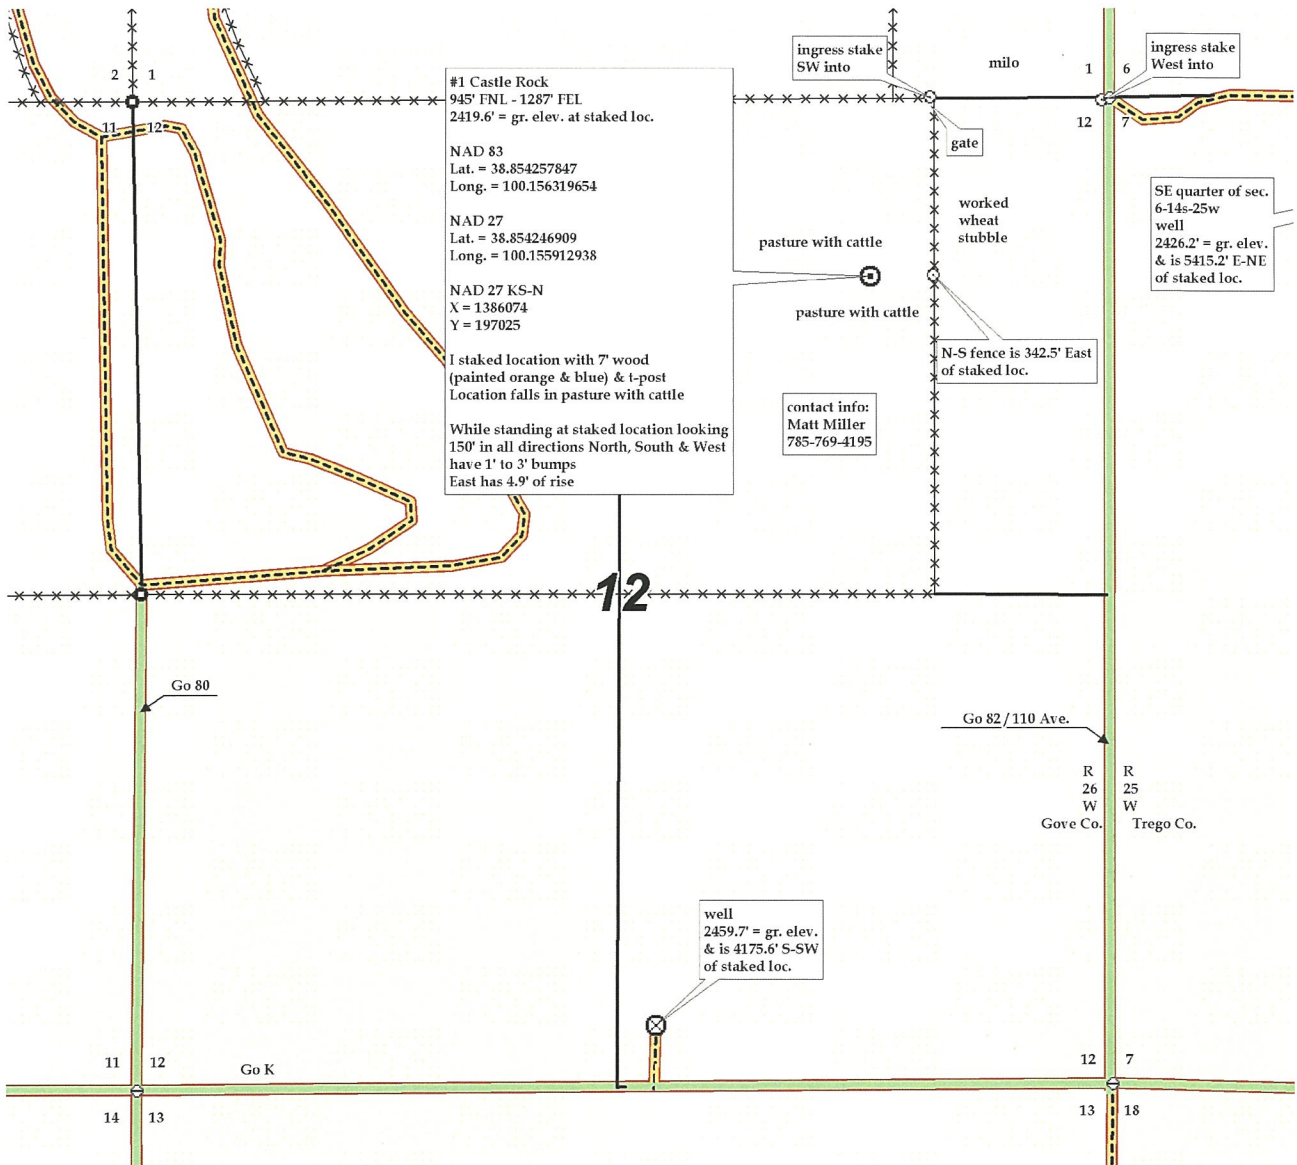 2 1
11 12
#1 Castle Rock
945' FNL - 1287' FEL
2419.6' = gr. elev. at staked loc.
NAD 83
Lat. = 38.854257847
Long. = 100.156319654
NAD 27
Lat. = 38.854246909
Long. = 100.155912938
NAD 27 KS-N
X = 1386074
Y = 197025
I staked location with 7' wood
(painted orange & blue) & t-post
Location falls in pasture with cattle
While standing at staked location looking
150' in all directions North, South & West
have 1' to 3' bumps
East has 4.9' of rise
ingress stake
SW into
milo
1 6
ingress stake
West into
12 7
gate
worked
wheat
stubble
SE quarter of sec.
6-14s-25w
well
2426.2' = gr. elev.
& is 5415.2' E-NE
of staked loc.
pasture with cattle
pasture with cattle
N-S fence is 342.5' East
of staked loc.
contact info:
Matt Miller
785-769-4195
12
Go 80
Go 82 / 110 Ave.
R R
26 25
W W
Gove Co. Trego Co.
well
2459.7' = gr. elev.
& is 4175.6' S-SW
of staked loc.
11 12
Go K
12 7
14 13
13 18